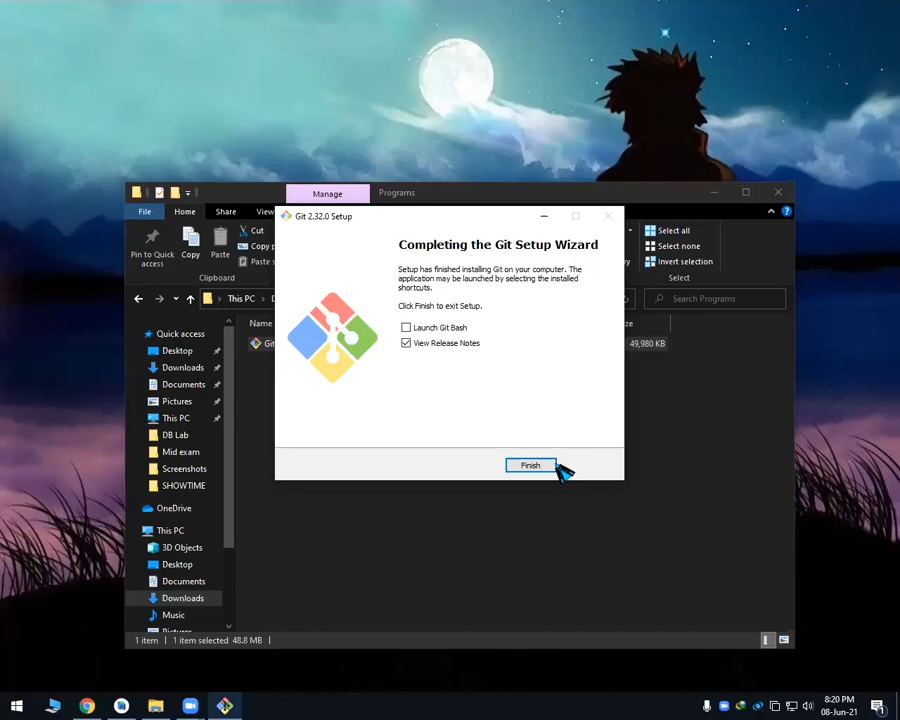 Manage
Programs
File
Home
Share
View
Pin to Quick
access
Copy
Paste
Cut
Copy p
Paste s
Clipboard
Select all
Select none
Invert selection
Select
This PC
Search Programs
Quick access
Desktop
Downloads
Documents
Pictures
This PC
DB Lab
Mid exam
Screenshots
SHOWTIME
OneDrive
This PC
3D Objects
Desktop
Documents
Downloads
Music
Name
ze
Git
49,980 KB
Git 2.32.0 Setup
Completing the Git Setup Wizard
Setup has finished installing Git on your computer. The
application may be launched by selecting the installed
shortcuts.
Click Finish to exit Setup.
Launch Git Bash
View Release Notes
Finish
1 item
1 item selected 48.8 MB
8:20 PM
08-Jun-21
1